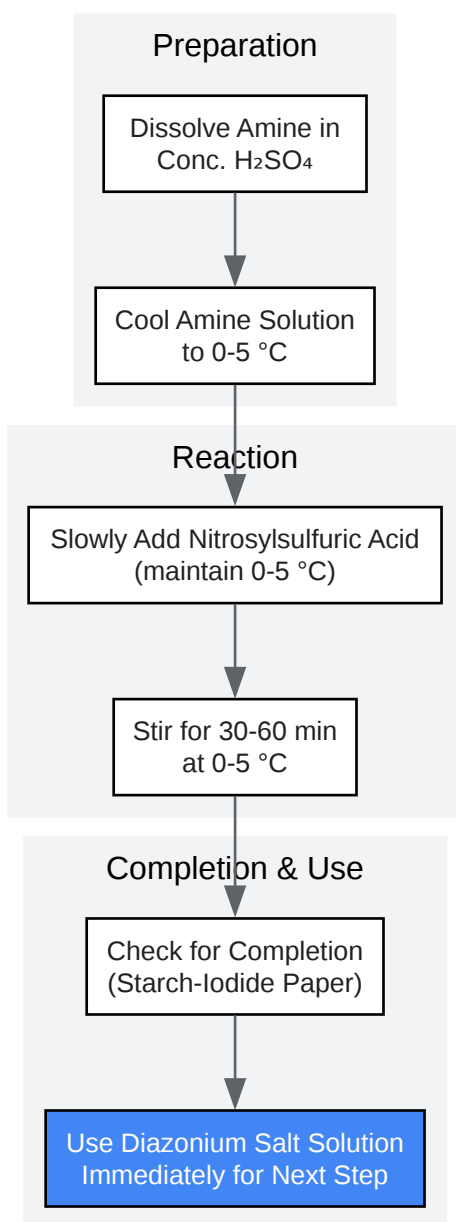 Preparation
Dissolve Amine in
Conc. H₂SO₄
Cool Amine Solution
to 0-5 °C
Reaction
Slowly Add Nitrosylsulfuric Acid
(maintain 0-5 °C)
Stir for 30-60 min
at 0-5 °C
Completion & Use
Check for Completion
(Starch-Iodide Paper)
Use Diazonium Salt Solution
Immediately for Next Step